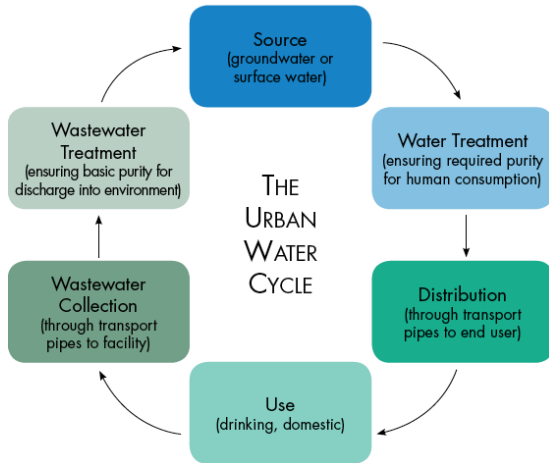 Source
(groundwater or
surface water)
Water Treatment
(ensuring required purity
for human consumption)
Distribution
(through transport
pipes to end user)
Use
(drinking, domestic)
Wastewater
Collection
(through transport
pipes to facility)
Wastewater
Treatment
(ensuring basic purity for
discharge into environment)
THE
URBAN
WATER
CYCLE